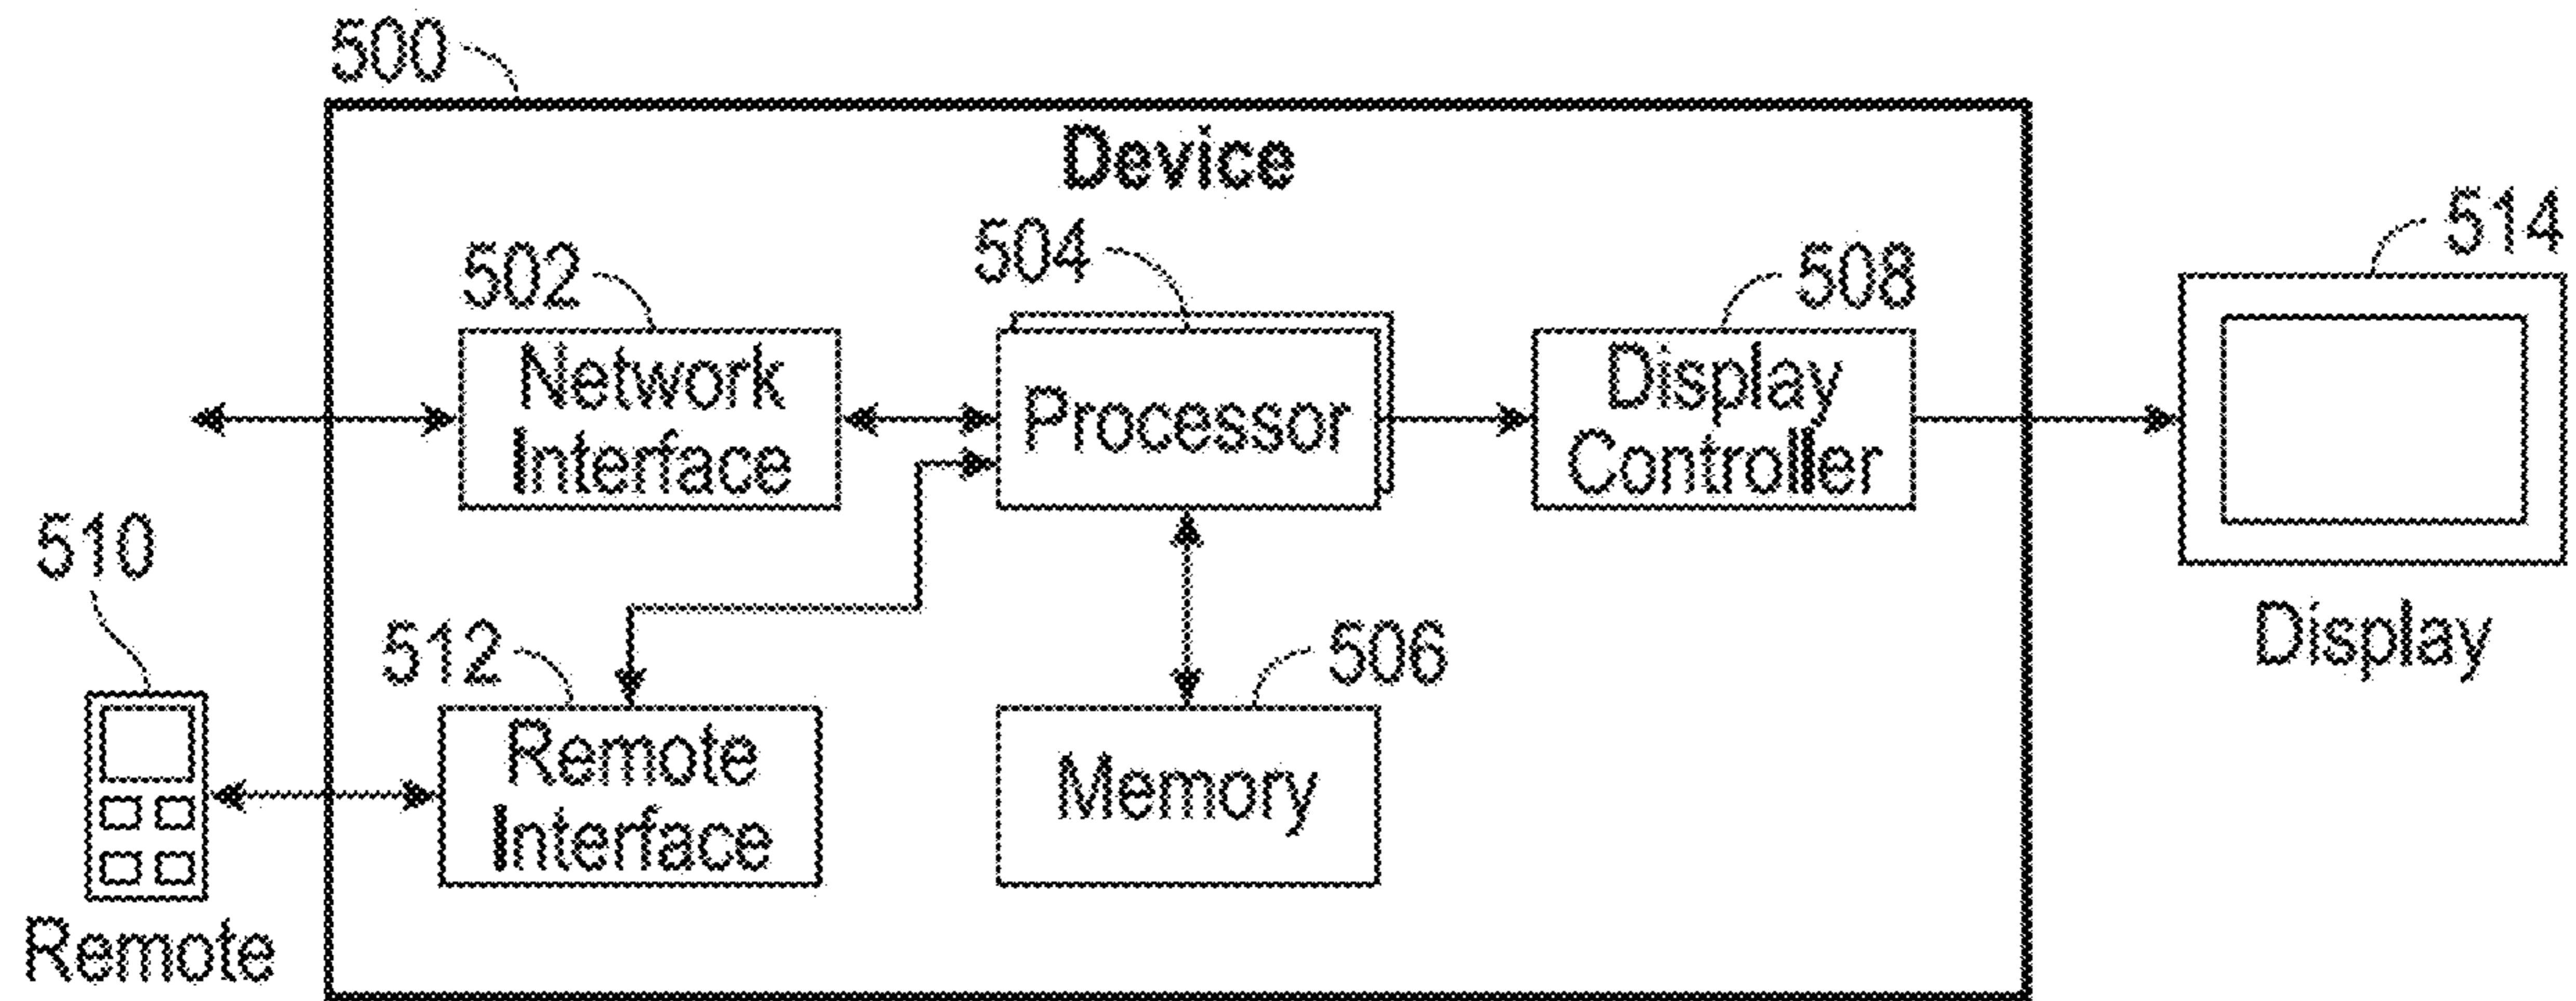 500
Device
514
504
502
508
Network
Interface
Processor
Display
Controller
510
512
506
Display
Remote
Interface
Memory
Remote